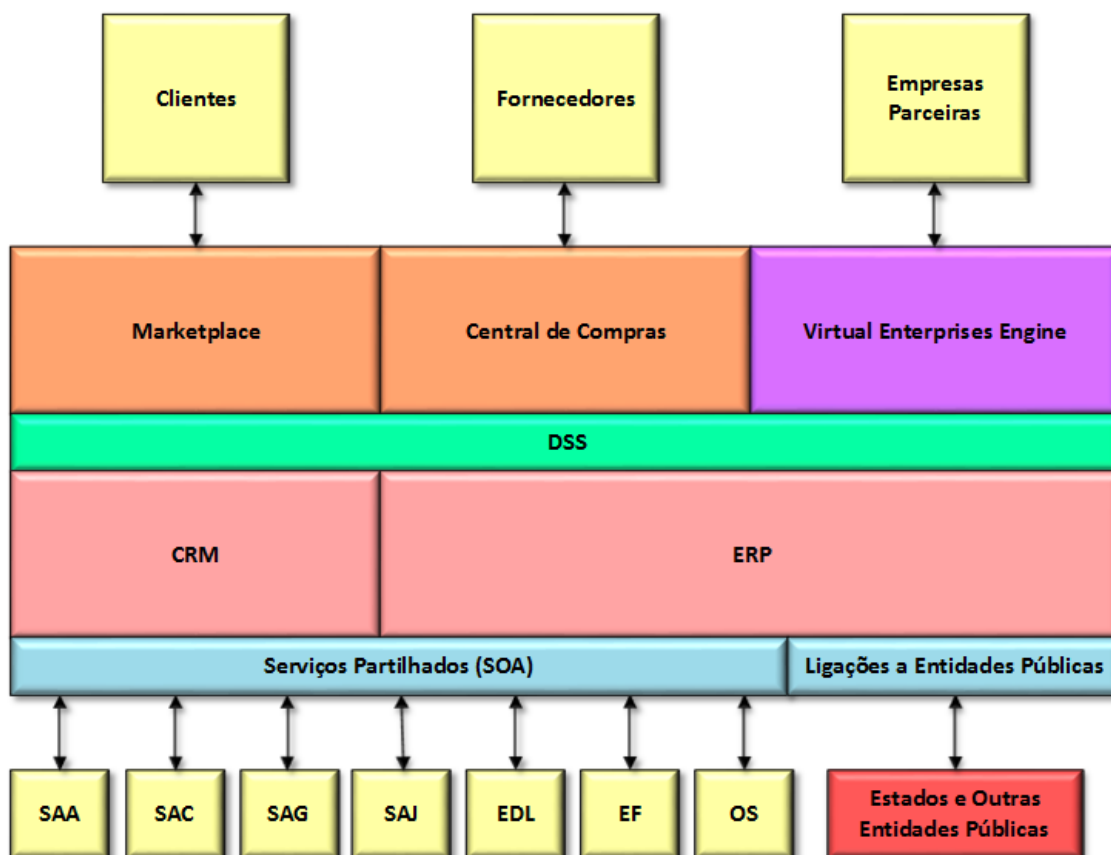 Clientes
Fornecedores
Empresas
Parceiras
Marketplace
Central de Compras
Virtual Enterprises Engine
DSS
CRM
ERP
Serviços Partilhados (SOA)
Ligações a Entidades Públicas
SAA
SAC
SAG
SAJ
EDL
EF
OS
Estados e Outras
Entidades Públicas